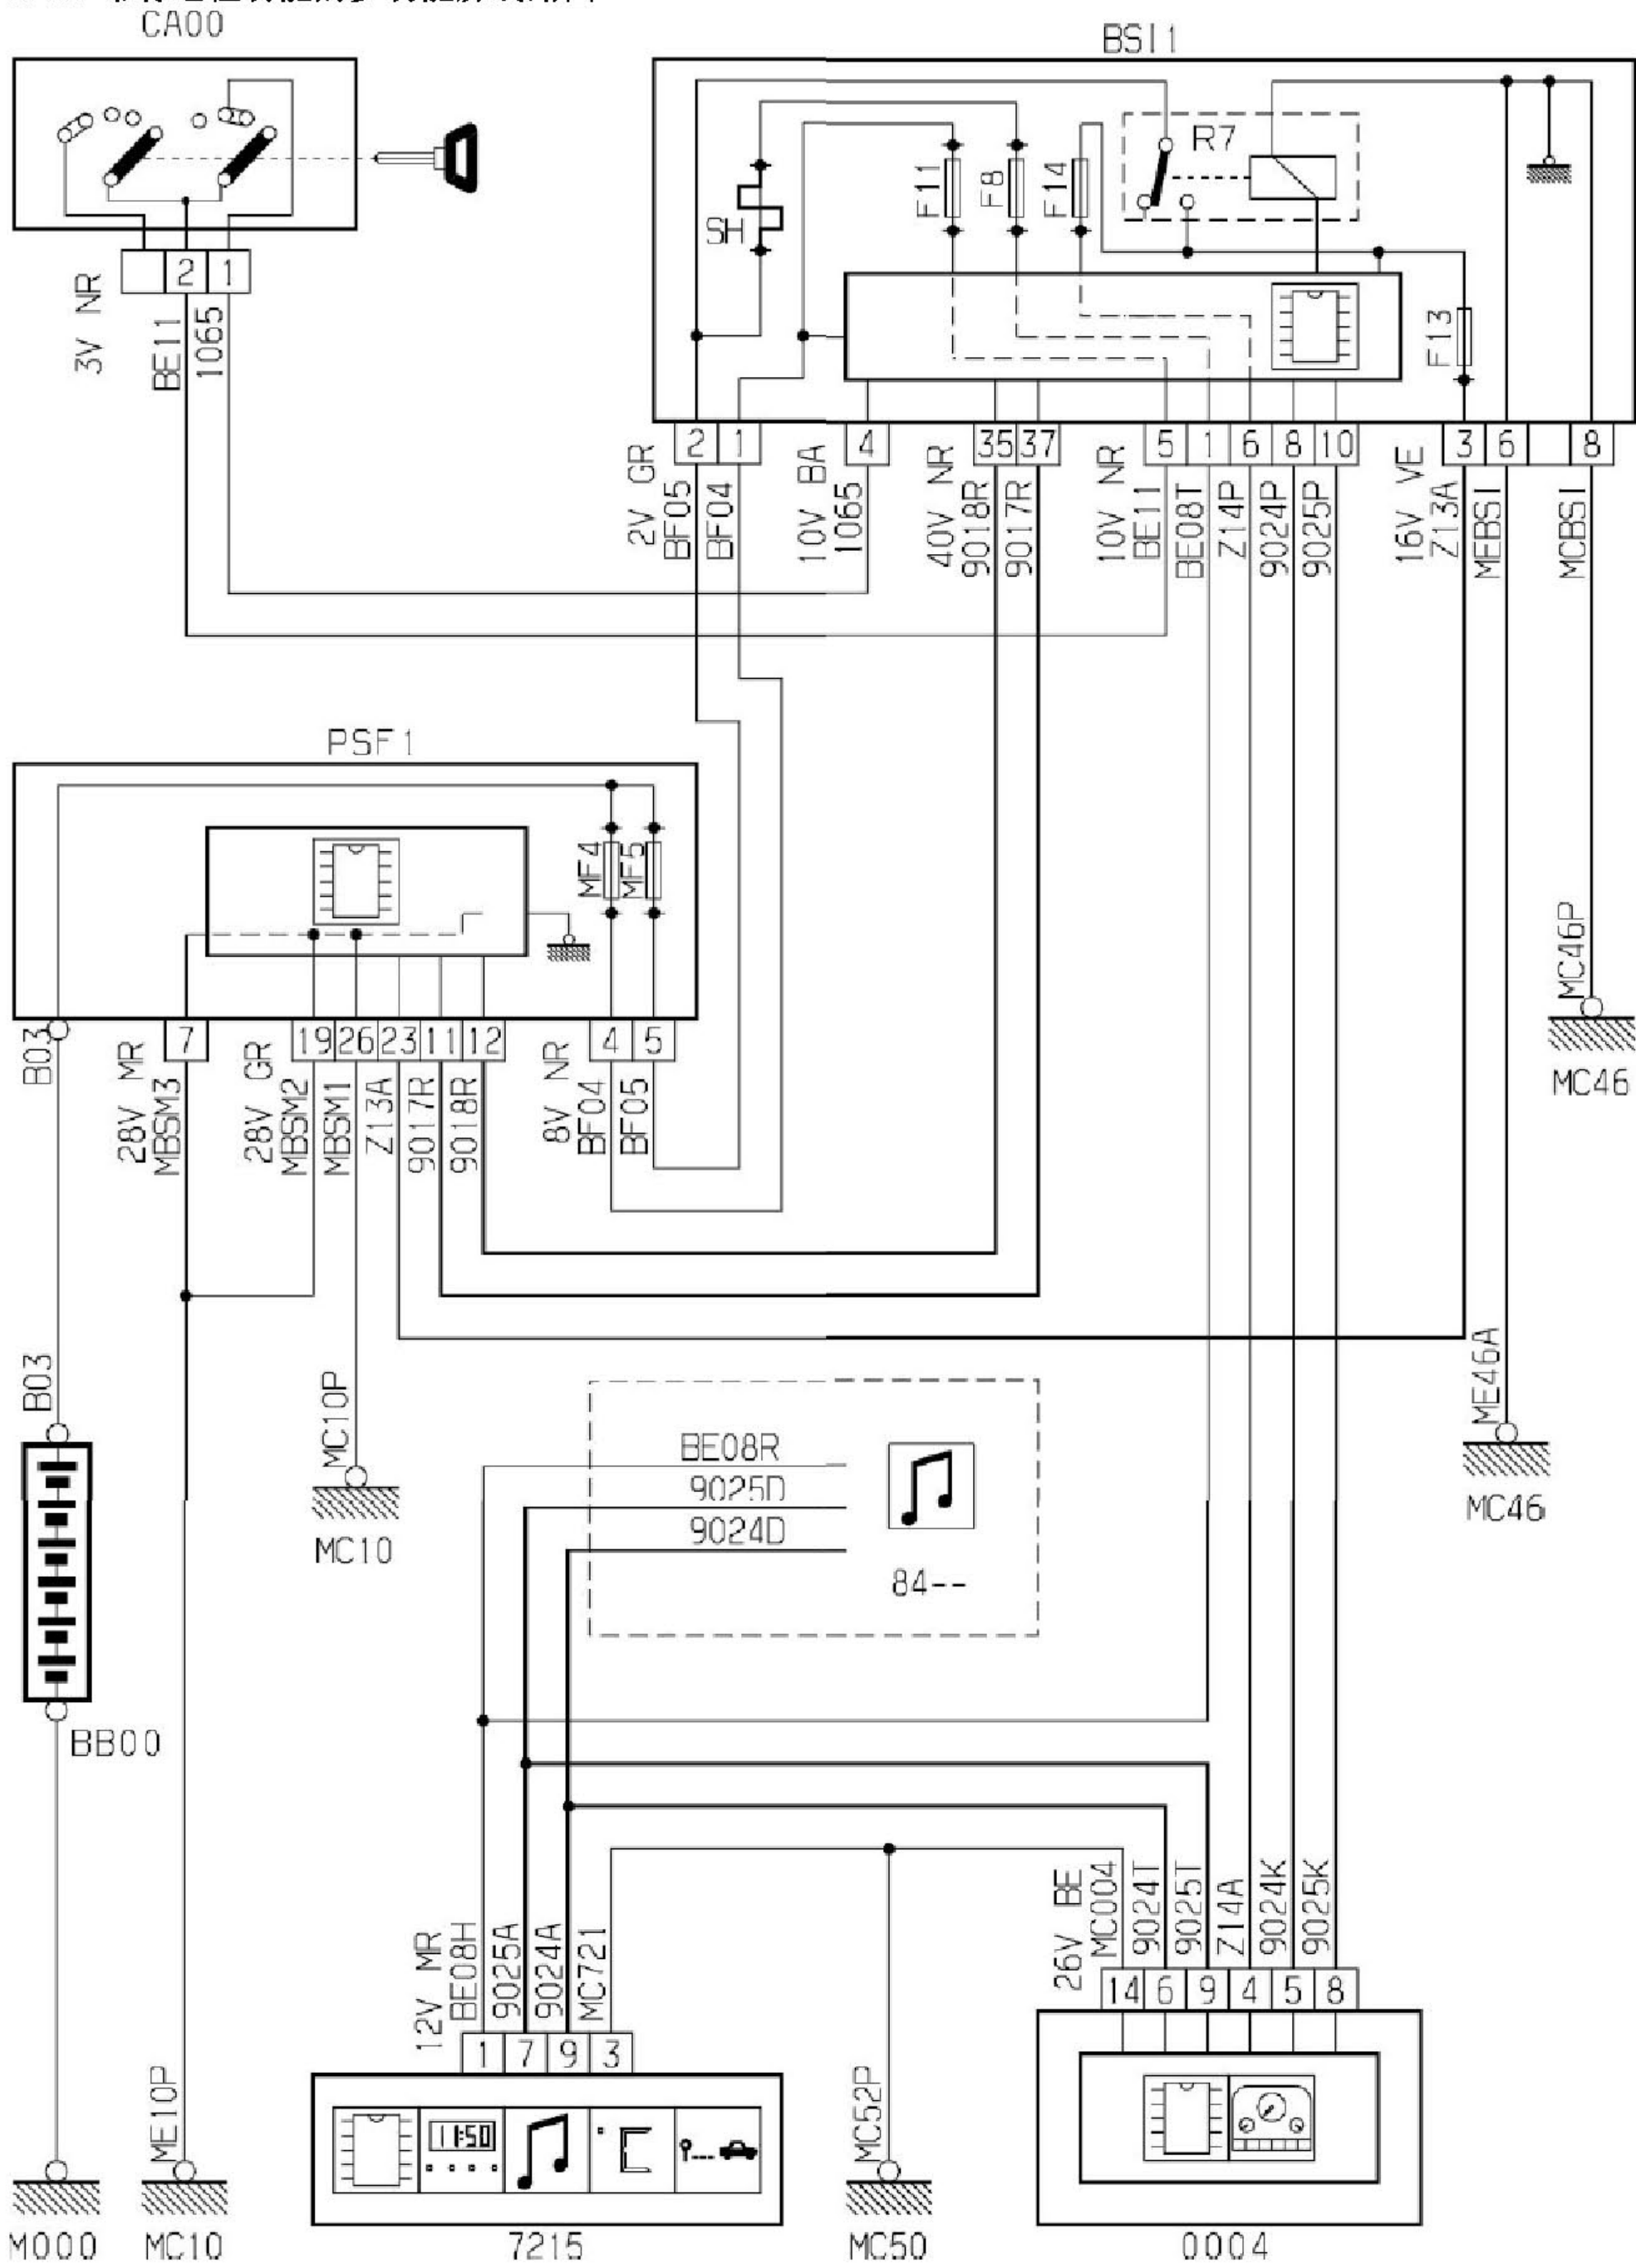 CA00
BSI1
R7
F11
F8
F14
SH
F13
2
1
3V NR
BE11
1065
2
1
4
35
37
5
1
6
8
10
3
6
8
2V GR
BF05
BF04
10V BA
1065
40V NR
9018R
9017R
10V NR
BE11
BE08T
Z14P
9024P
9025P
16V VE
Z13A
MEBSI
MCBSI
PSF1
MF4
MF5
B03
7
19
26
23
11
12
4
5
28V MR
MBSM3
28V GR
MBSM2
MBSM1
Z13A
9017R
9018R
8V NR
BF04
BF05
MC46P
MC46
B03
MC10P
MC10
BE08R
9025D
9024D
84--
ME46A
MC46
BB00
12V MR
BE08H
9025A
9024A
MC721
26V BE
MC004
9024T
9025T
Z14A
9024K
9025K
14
6
9
4
5
8
1
7
9
3
11:50
ME10P
MC52P
M000
MC10
7215
MC50
0004